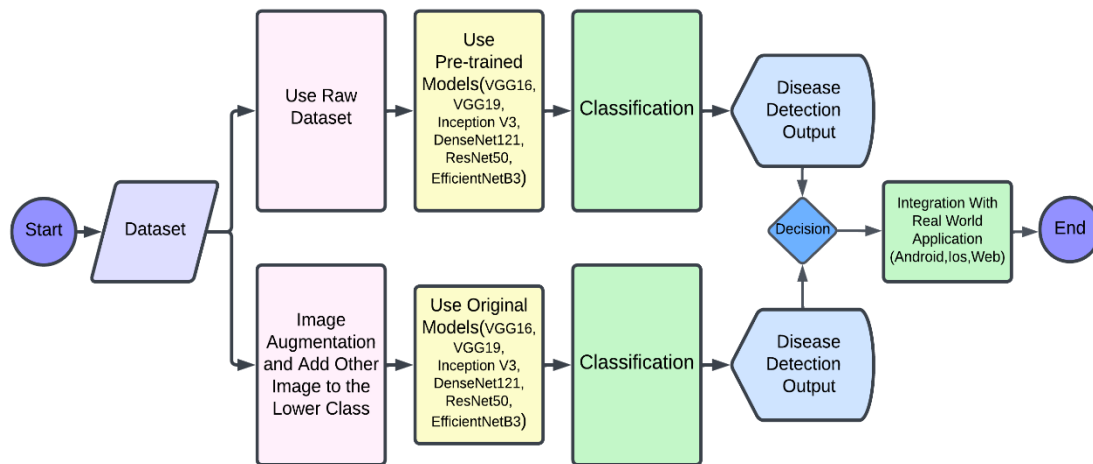 Start
Dataset
Use Raw
Dataset
Use
Pre-trained
Models(VGG16,
VGG19,
Inception V3,
DenseNet121,
ResNet50,
EfficientNetB3)
Classification
Disease
Detection
Output
Image
Augmentation
and Add Other
Image to the
Lower Class
Use Original
Models(VGG16,
VGG19,
Inception V3,
DenseNet121,
ResNet50,
EfficientNetB3)
Classification
Disease
Detection
Output
Decision
Integration With
Real World
Application
(Android,Ios,Web)
End